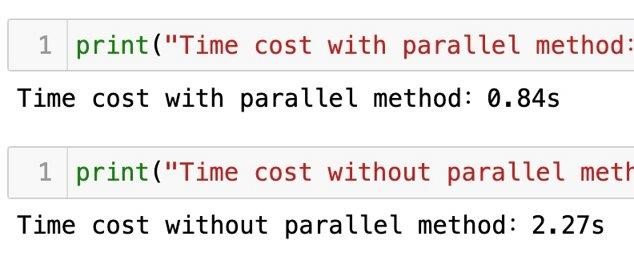 1 print("Time cost with parallel method:
Time cost with parallel method: 0.84s
1 print("Time cost without parallel meth
Time cost without parallel method: 2.27s